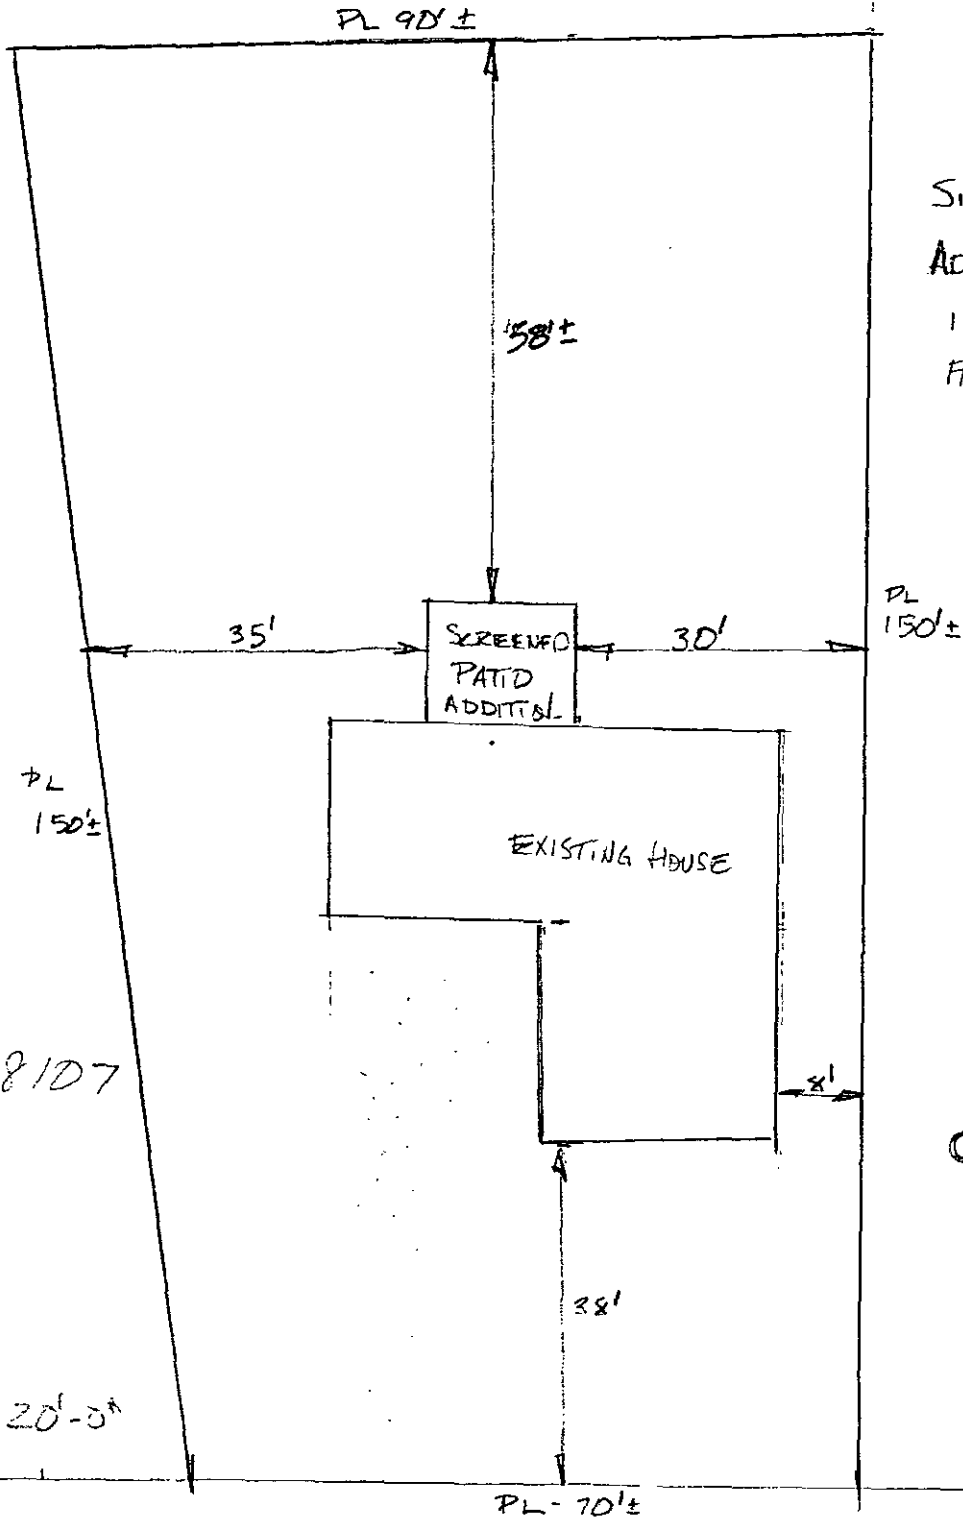 PL 90'±
58'±
35'
SCREENED
PATIO
ADDITION
30'
PL
150'±
PL
150'±
EXISTING HOUSE
8107
8'
38'
20'-0"
PL - 70'±